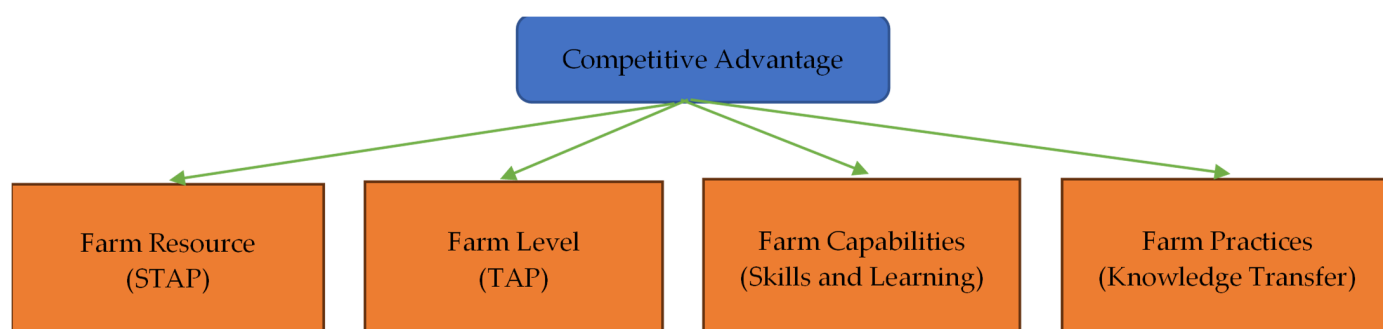 Competitive Advantage
Farm Resource
(STAP)
Farm Level
(TAP)
Farm Capabilities
(Skills and Learning)
Farm Practices
(Knowledge Transfer)